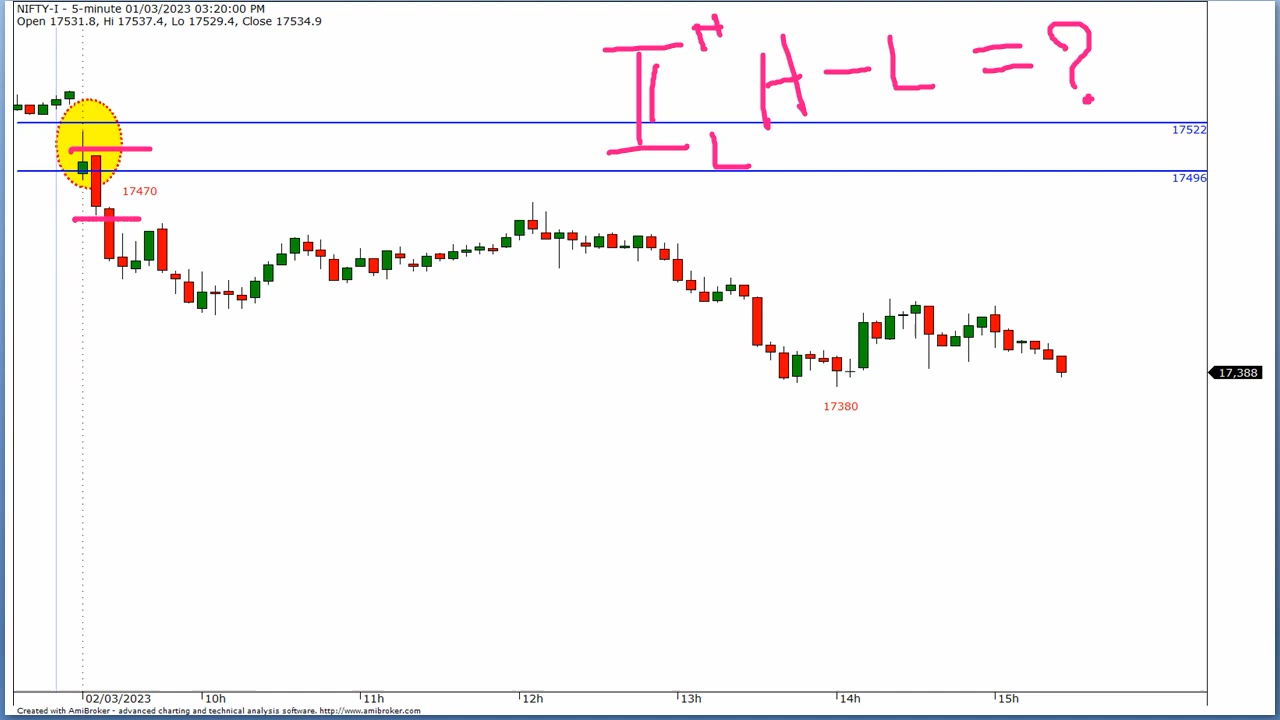 NIFTY-I - 5-minute 01/03/2023 03:20:00 PM
Open 17531.8, Hi 17537.4, Lo 17529.4, Close 17534.9
H
H - L = ?
L
17522
17496
17470
17,388
17380
02/03/2023 10h 11h 12h 13h 14h 15h
Created with AmiBroker - advanced charting and technical analysis software. http://www.amibroker.com